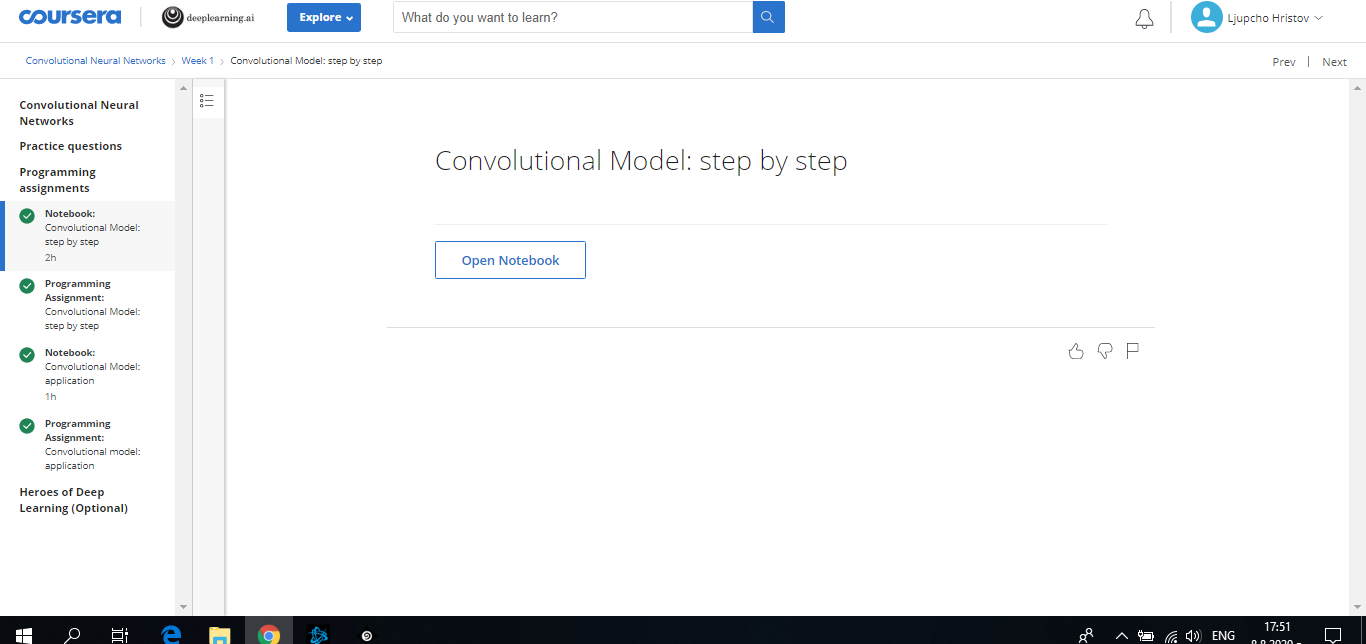 coursera
deeplearning.ai
Explore
What do you want to learn?
Ljupcho Hristov
Convolutional Neural Networks > Week 1 > Convolutional Model: step by step
Prev | Next
Convolutional Neural
Networks
Practice questions
Programming
assignments
Notebook:
Convolutional Model:
step by step
2h
Programming
Assignment:
Convolutional Model:
step by step
Notebook:
Convolutional Model:
application
1h
Programming
Assignment:
Convolutional model:
application
Heroes of Deep
Learning (Optional)
Convolutional Model: step by step
Open Notebook
ENG
17:51
8.8.2020